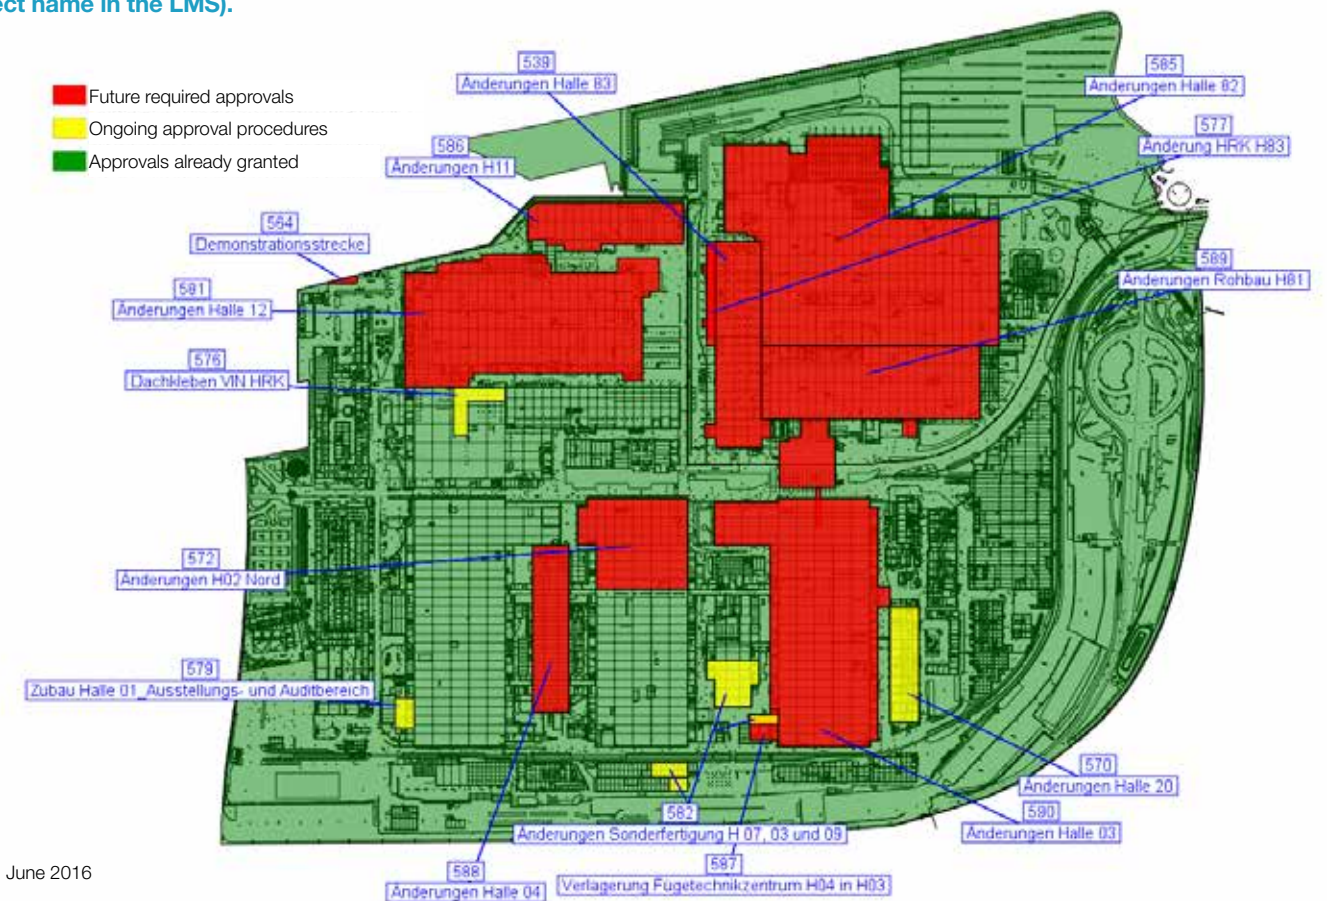 ect name in the LMS).
Future required approvals
Ongoing approval procedures
Approvals already granted
539
Änderungen Halle 83
585
Änderungen Halle 82
577
Änderung HRK H83
586
Änderungen H11
564
Demonstrationsstrecke
589
Änderungen Rohbau H81
581
Änderungen Halle 12
576
Dachkleben VIN HRK
572
Änderungen H02 Nord
579
Zubau Halle 01_Ausstellungs- und Auditbereich
570
Änderungen Halle 20
590
Änderungen Halle 03
582
Änderungen Sonderfertigung H 07, 03 und 09
587
Verlagerung Fügetechnikzentrum H04 in H03
588
Änderungen Halle 04
June 2016